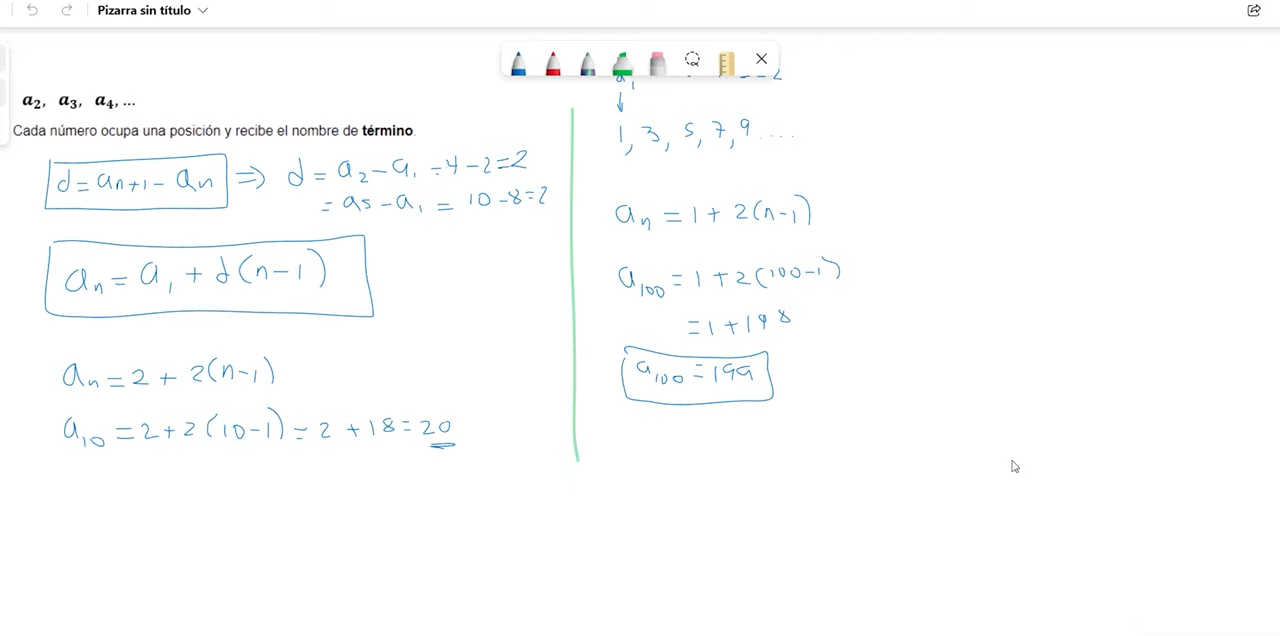 Pizarra sin título
a₂, a₃, a₄, ...
Cada número ocupa una posición y recibe el nombre de término.
d = aₙ₊₁ - aₙ ⇒ d = a₂ - a₁ = 4 - 2 = 2
= a5 - a₁ = 10 - 8 = 2
aₙ = a₁ + d(n-1)
aₙ = 2 + 2(n-1)
a₁₀ = 2 + 2(10-1) = 2 + 18 = 20
a₁
1, 3, 5, 7, 9 ....
aₙ = 1 + 2(n-1)
a₁₀₀ = 1 + 2(100-1)
= 1 + 198
a₁₀₀ = 199